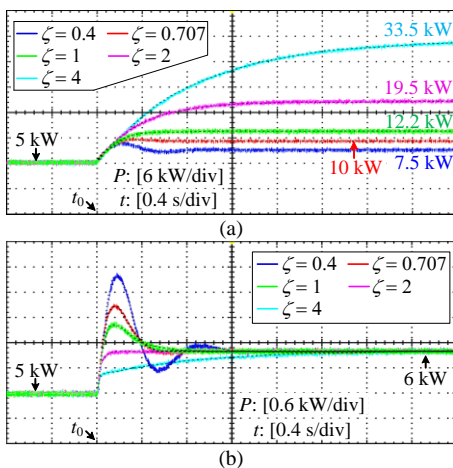 ζ = 0.4 ζ = 0.707
ζ = 1 ζ = 2
ζ = 4
33.5 kW
19.5 kW
12.2 kW
5 kW
10 kW
7.5 kW
P: [6 kW/div]
t: [0.4 s/div]
t₀
(a)
ζ = 0.4 ζ = 0.707
ζ = 1 ζ = 2
ζ = 4
5 kW
6 kW
P: [0.6 kW/div]
t: [0.4 s/div]
t₀
(b)